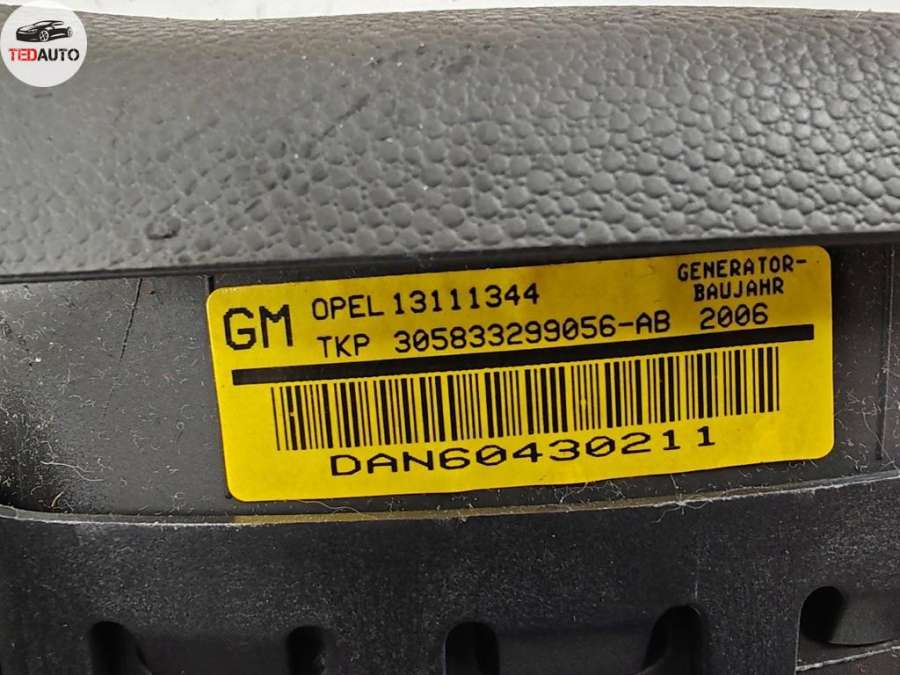 TEDAUTO
GM
OPEL 13111344
TKP 305833299056-AB
GENERATOR-
BAUJAHR
2006
DAN60430211